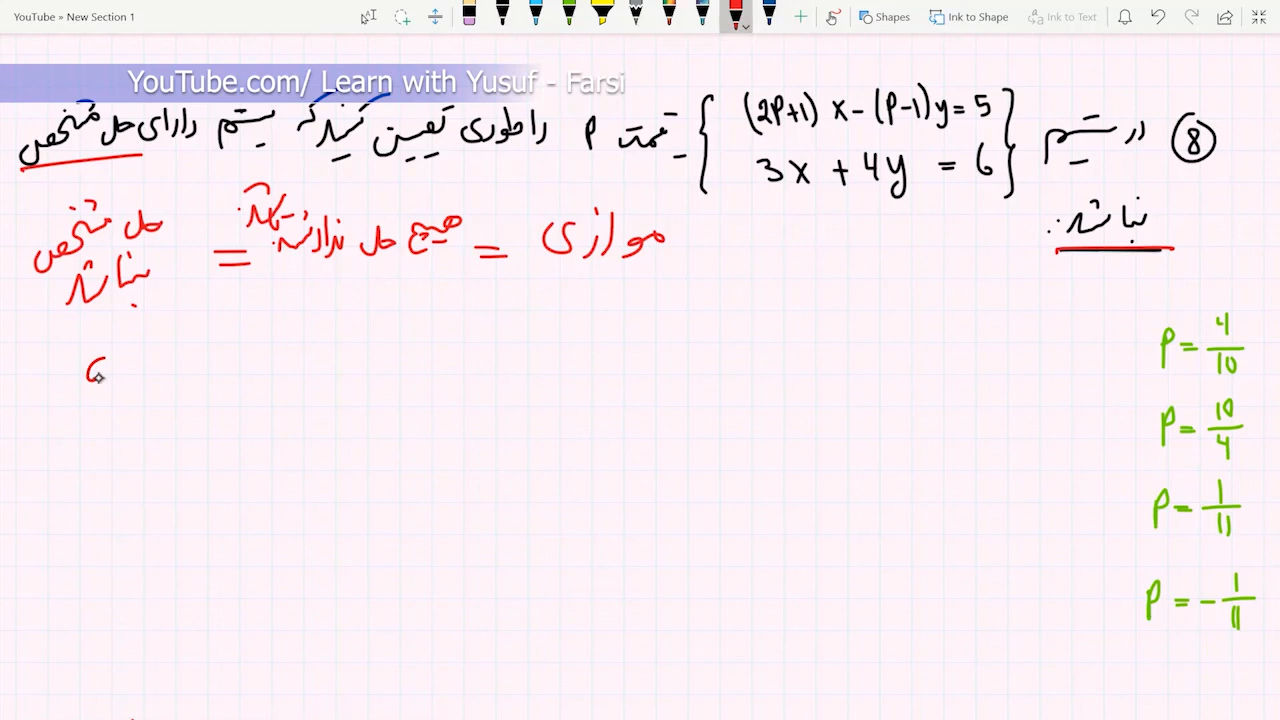 YouTube » New Section 1
Shapes Ink to Shape Ink to Text
YouTube.com/ Learn with Yusuf - Farsi
⑧ در سیستم { (2P+1) x - (P-1) y = 5
3x + 4y = 6 } قیمت P را طوری تعیین کنید که سیستم دارای حل مشخص
نباشد.
حل مشخص نباشد = هیچ حل نداشته باشد = موازی
P = 4/10
P = 10/4
P = 1/11
P = - 1/11